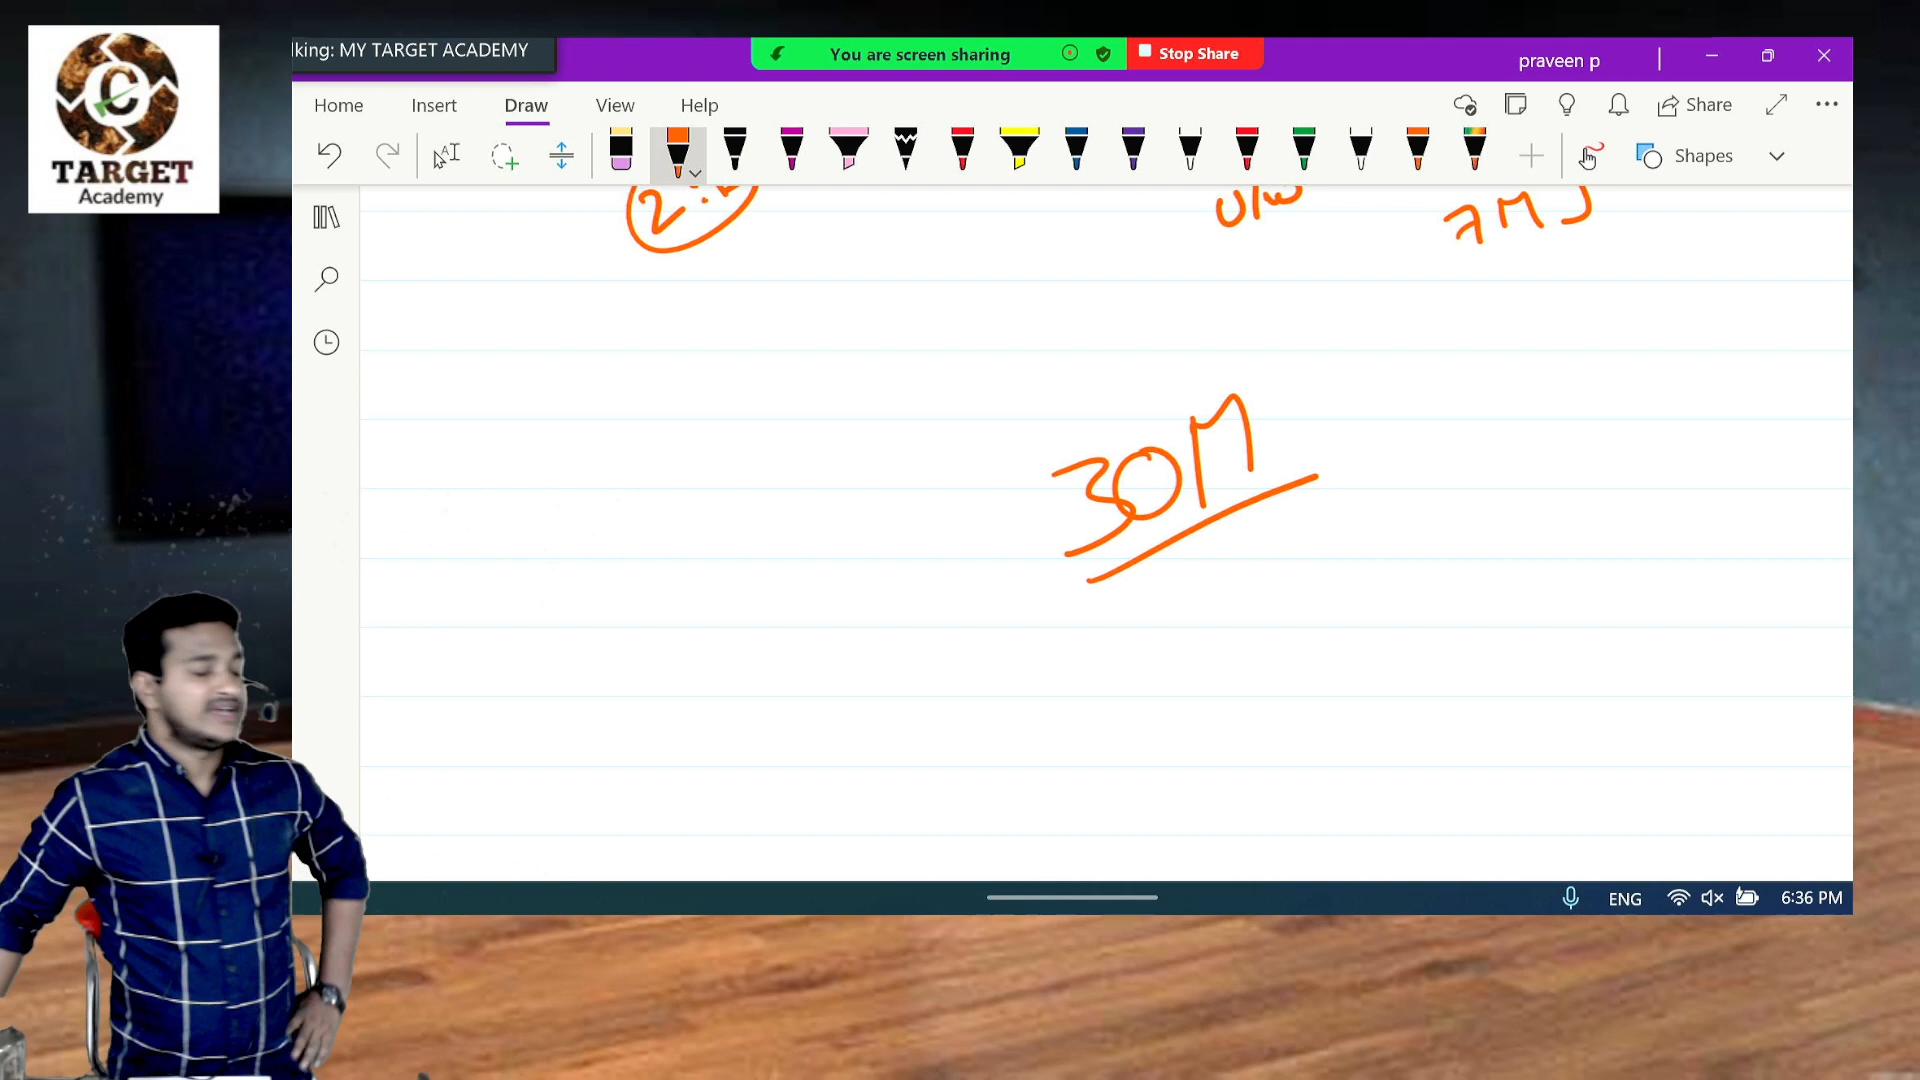 TARGET
Academy
lking: MY TARGET ACADEMY
You are screen sharing
Stop Share
praveen p
Home Insert Draw View Help
Share
Shapes
30M
ENG
6:36 PM